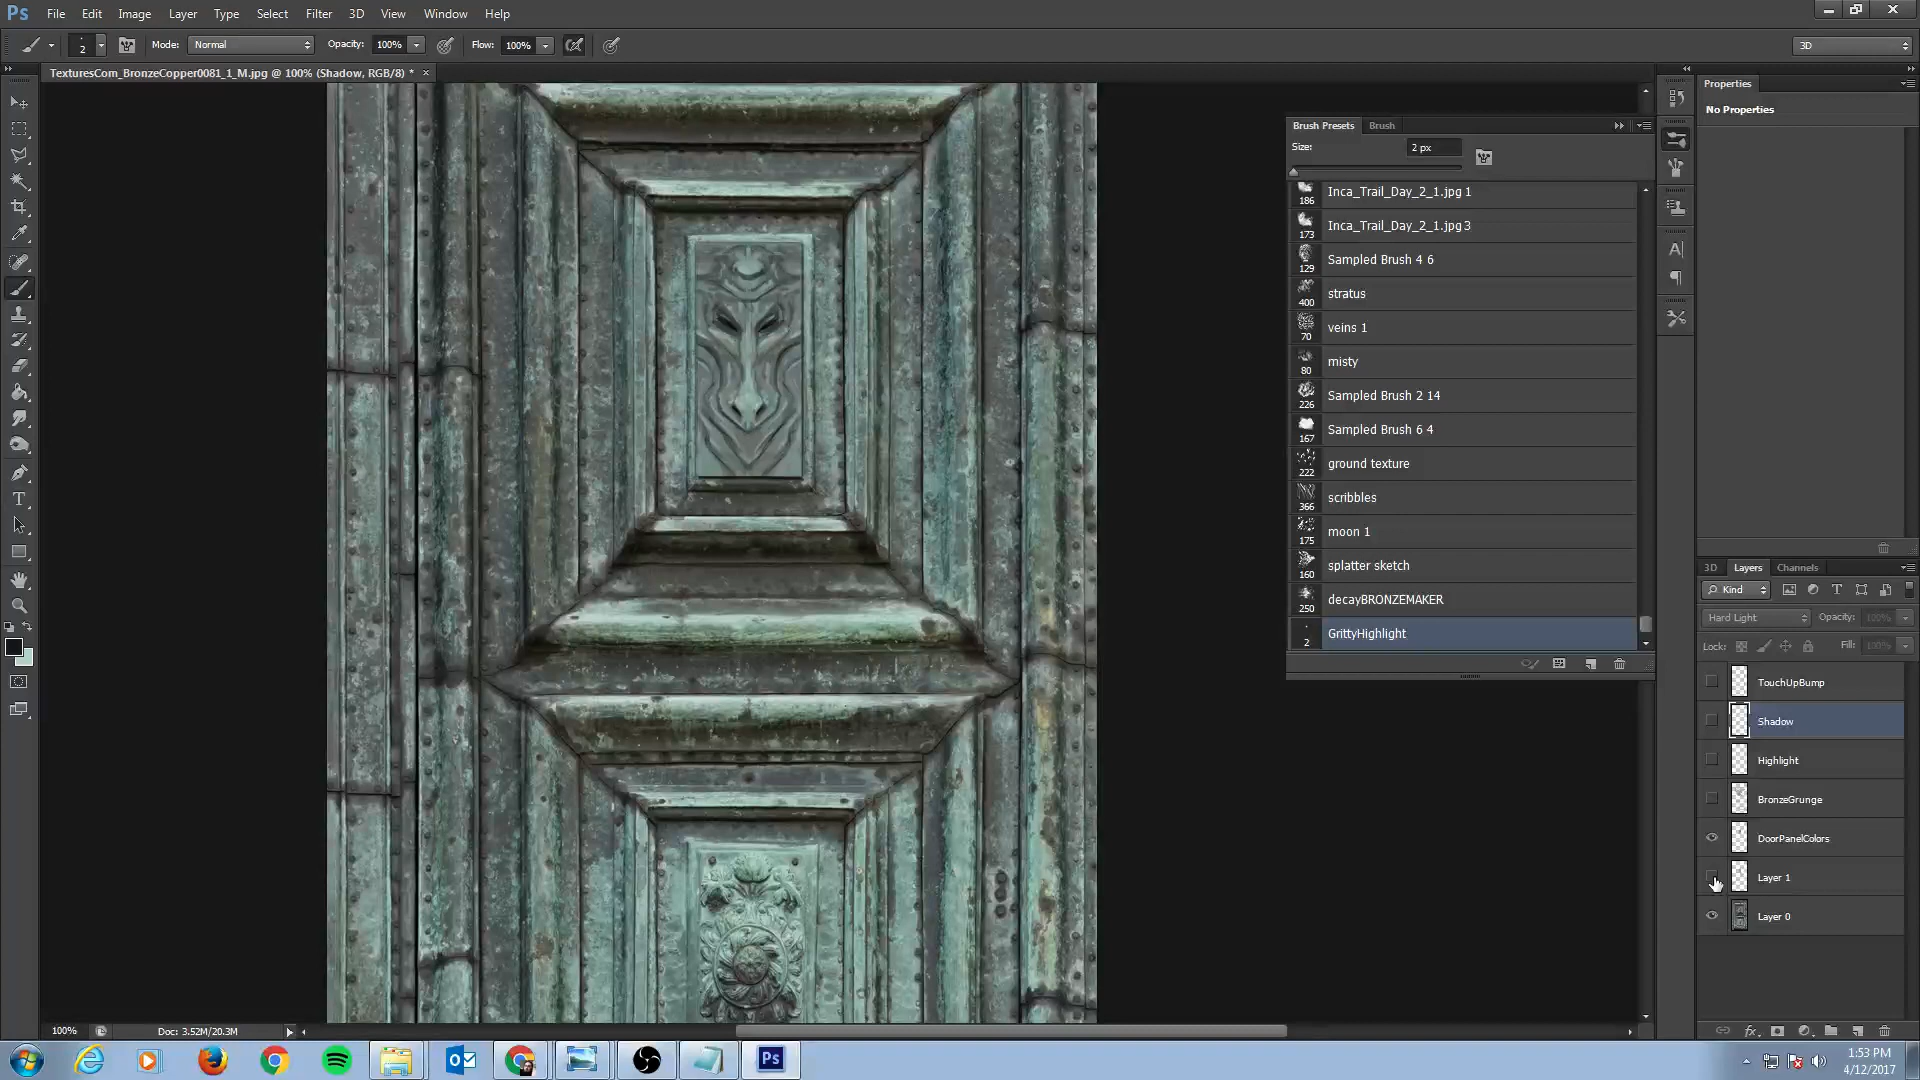 Ps File Edit Image Layer Type Select Filter 3D View Window Help
2 Mode: Normal Opacity: 100% Flow: 100% 3D
TexturesCom_BronzeCopper0081_1_M.jpg @ 100% (Shadow, RGB/8) *
Properties
No Properties
Brush Presets Brush
Size: 2 px
186 Inca_Trail_Day_2_1.jpg 1
173 Inca_Trail_Day_2_1.jpg 3
129 Sampled Brush 4 6
400 stratus
70 veins 1
80 misty
226 Sampled Brush 2 14
167 Sampled Brush 6 4
222 ground texture
366 scribbles
175 moon 1
160 splatter sketch
250 decayBRONZEMAKER
2 GrittyHighlight
3D Layers Channels
Kind
Hard Light Opacity: 100%
Lock: Fill: 100%
TouchUpBump
Shadow
Highlight
BronzeGrunge
DoorPanelColors
Layer 1
Layer 0
100% Doc: 3.52M/20.3M
1:53 PM
4/12/2017